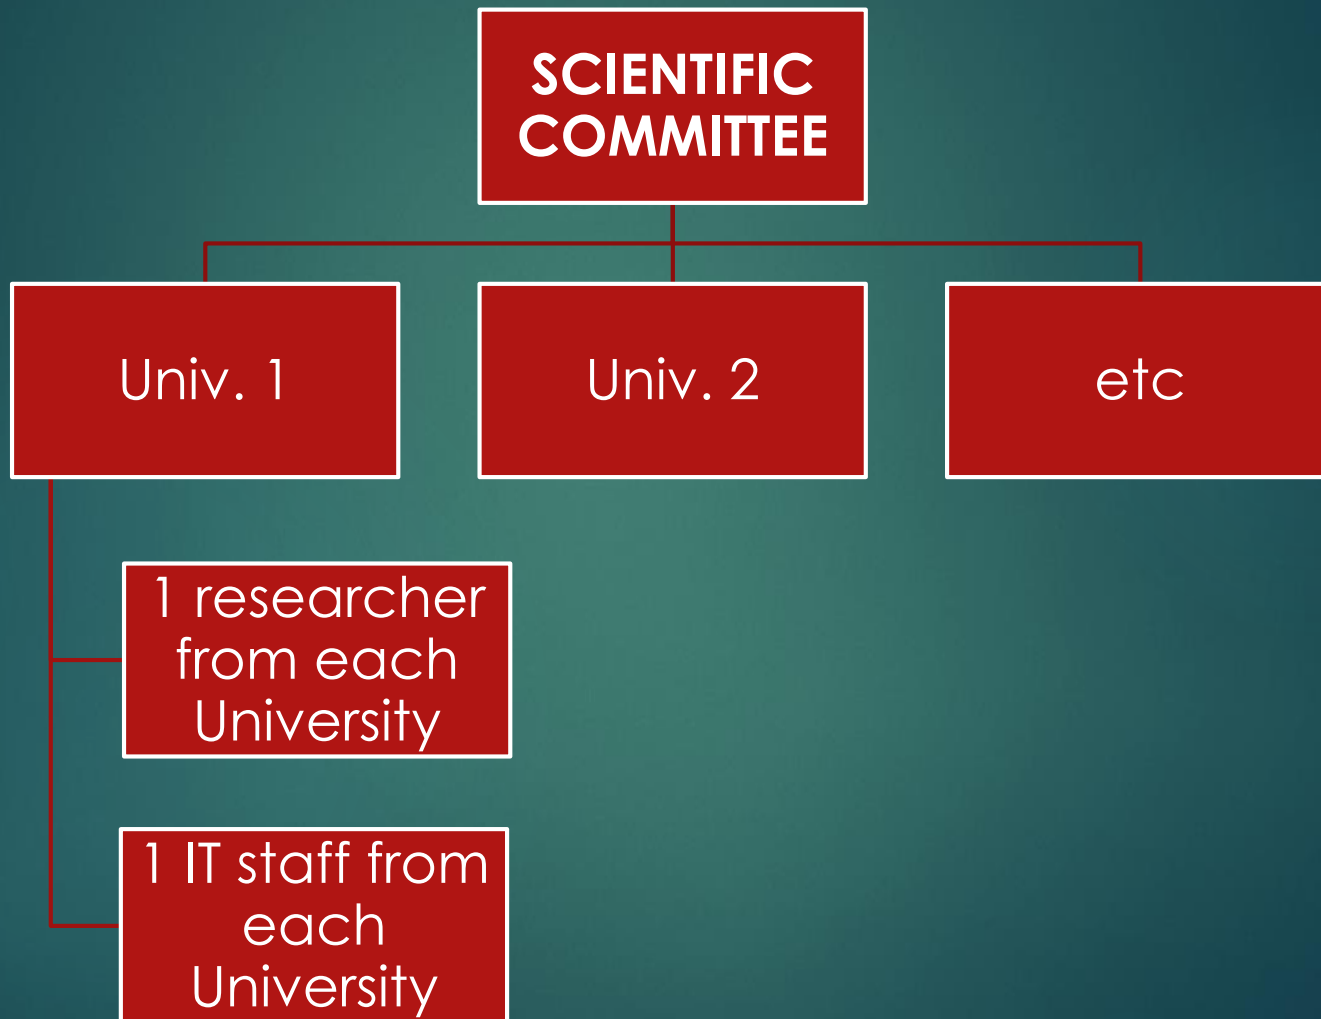 SCIENTIFIC
COMMITTEE
Univ. 1
Univ. 2
etc
1 researcher
from each
University
1 IT staff from
each
University